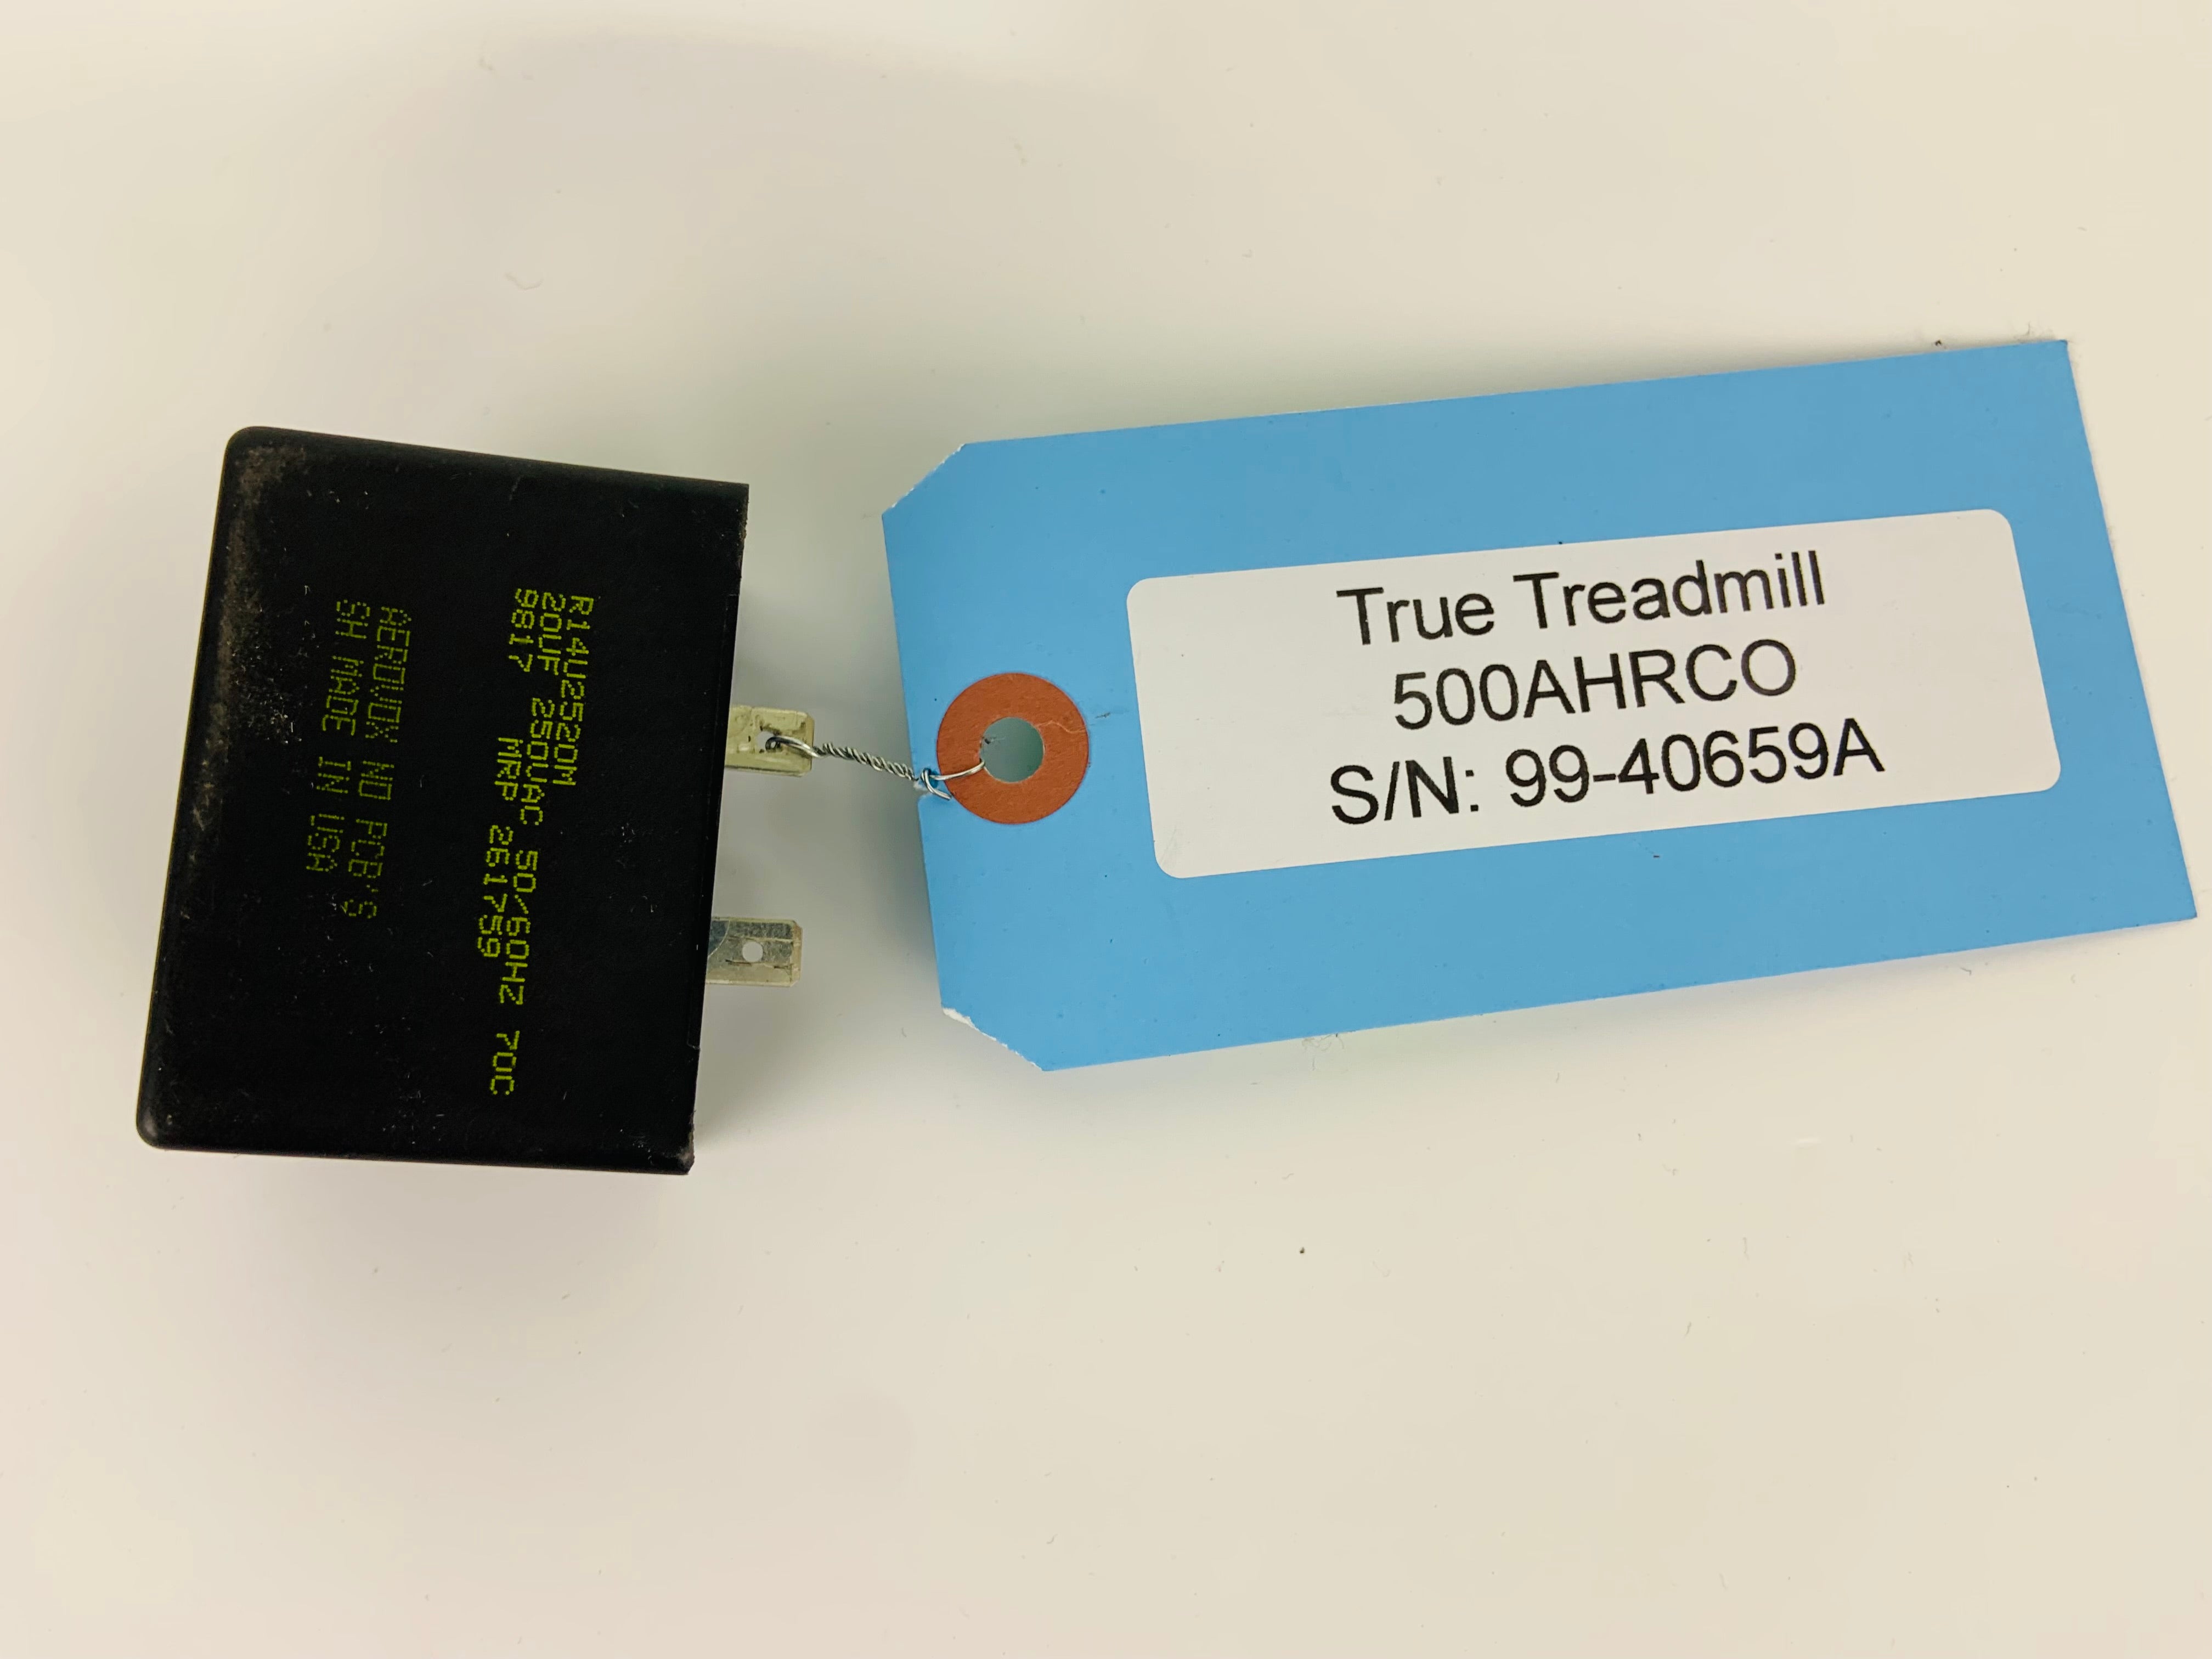 R14U2520M
20UF 250VAC 50/60HZ 70C
9817 MRP 261759
AEROVOX NO PCB'S
SH MADE IN USA
True Treadmill
500AHRCO
S/N: 99-40659A